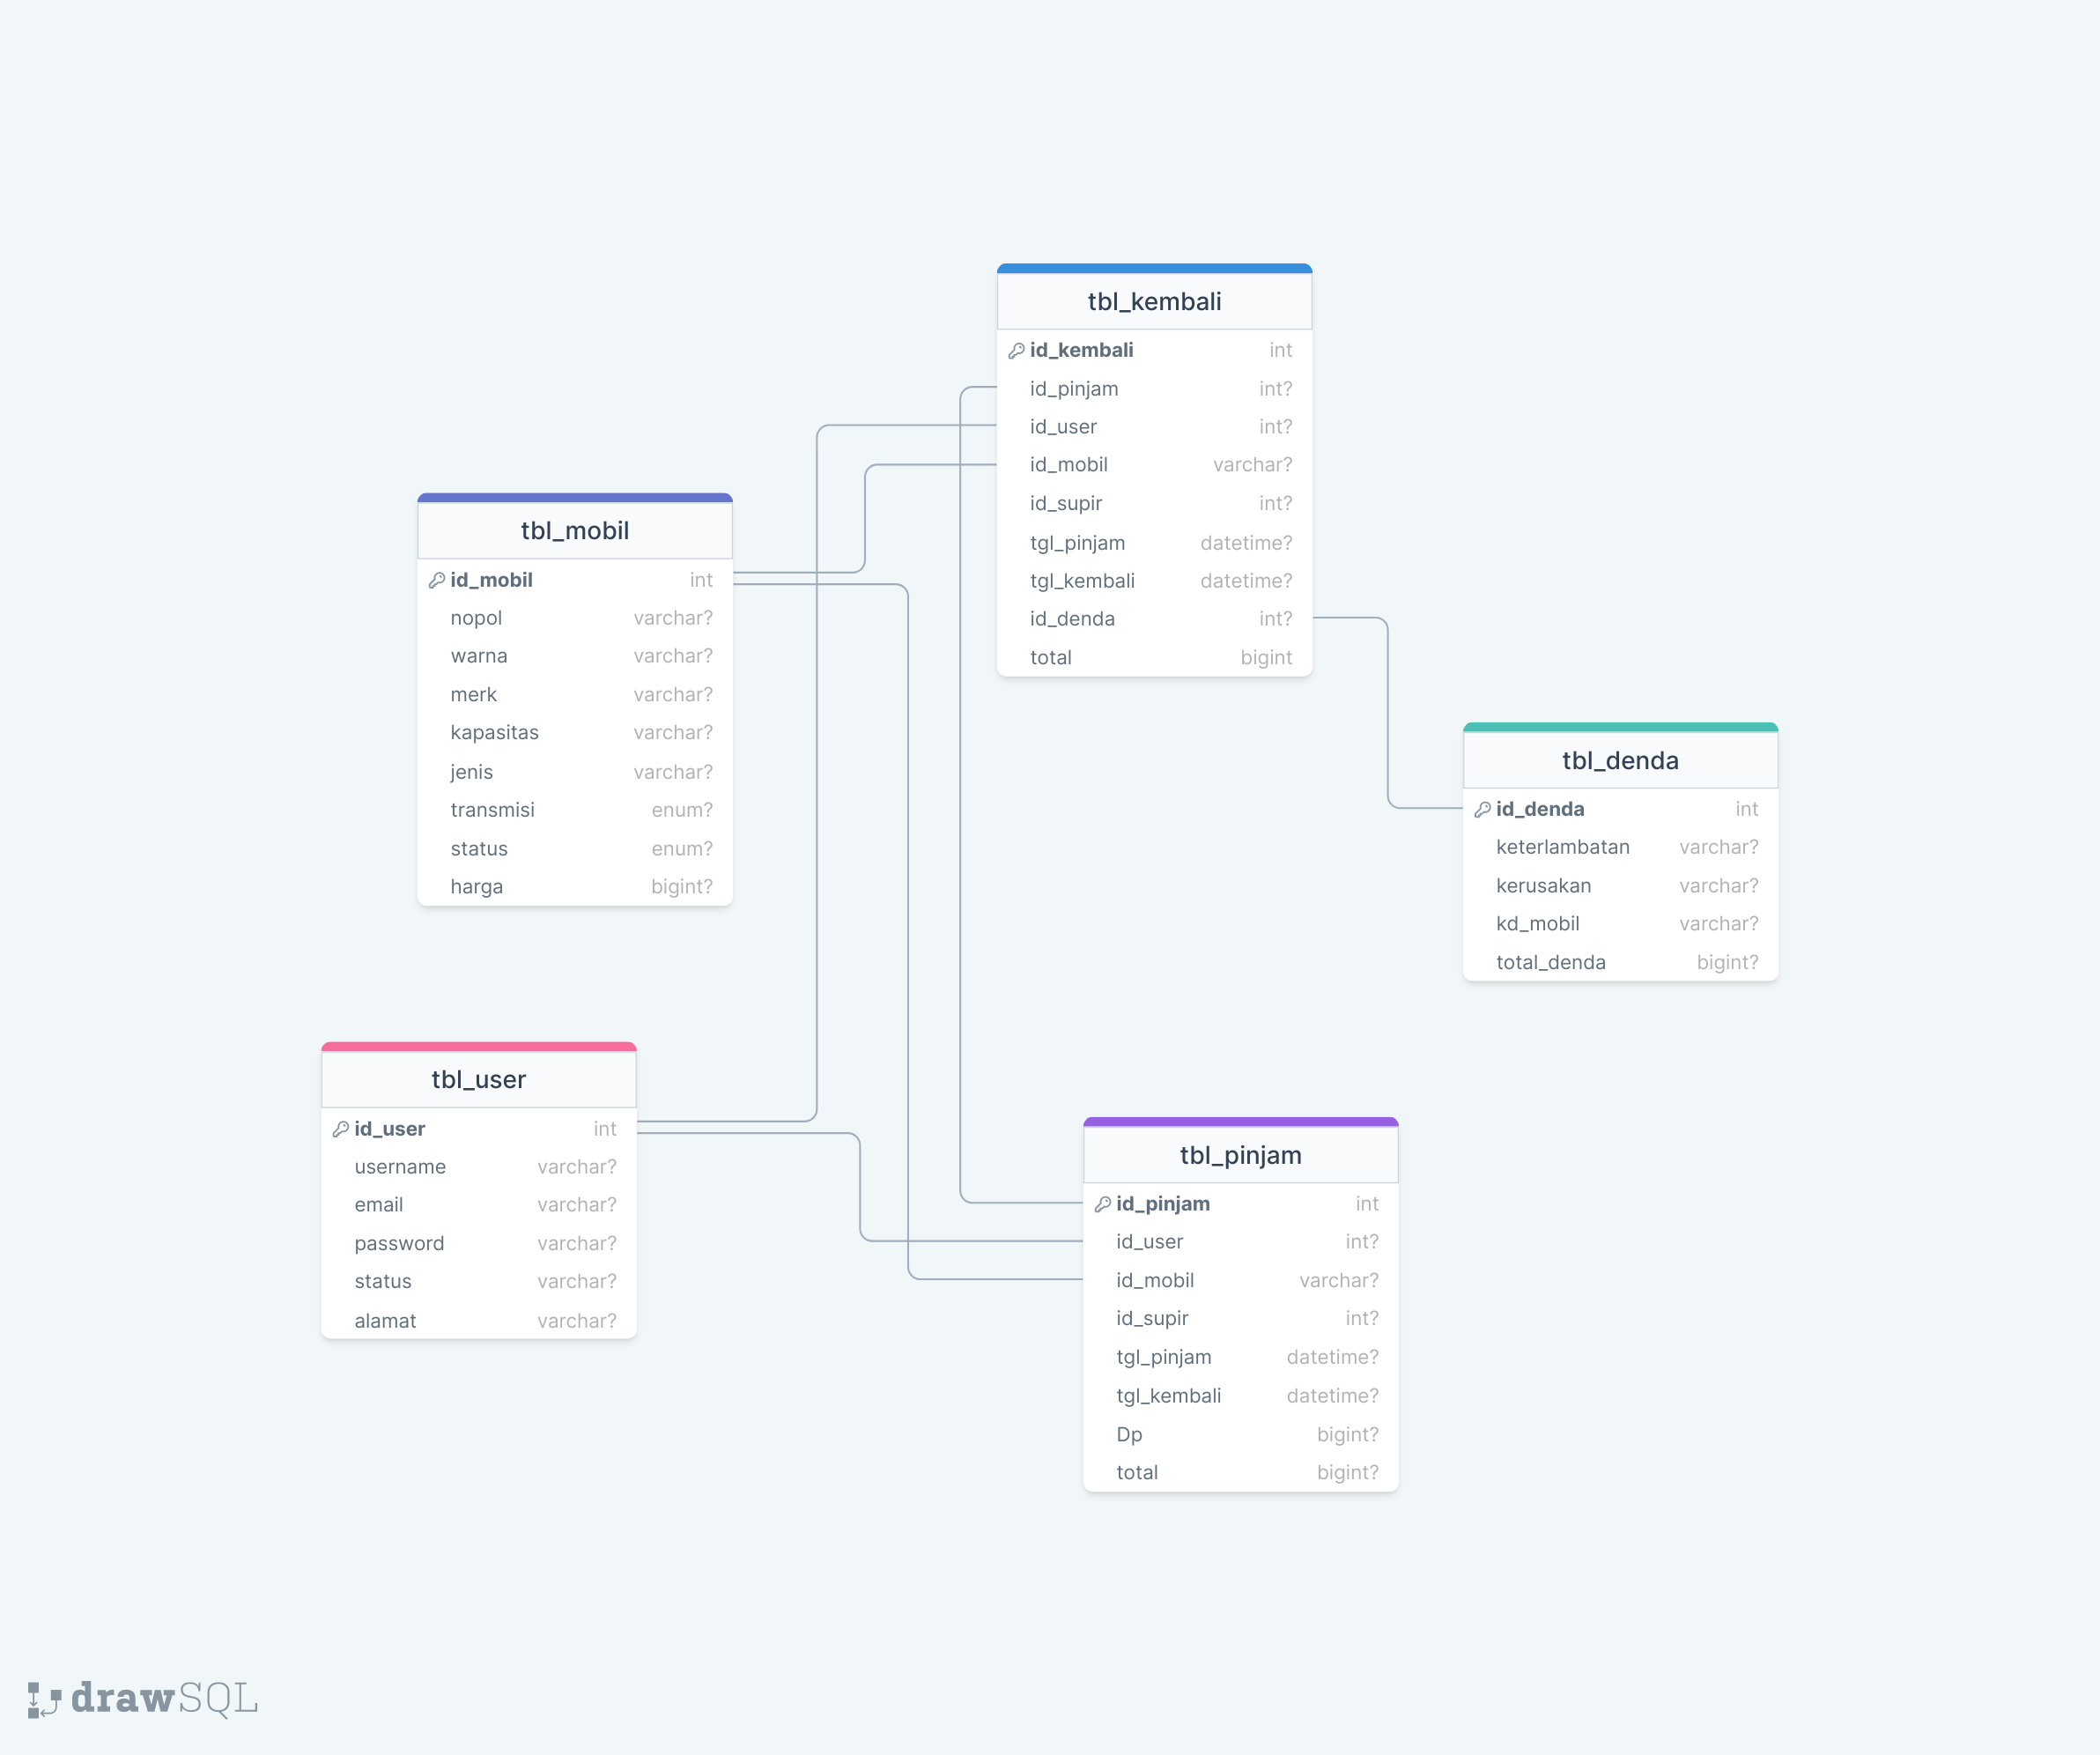 tbl_kembali
id_kembali int
id_pinjam int?
id_user int?
id_mobil varchar?
id_supir int?
tgl_pinjam datetime?
tgl_kembali datetime?
id_denda int?
total bigint
tbl_mobil
id_mobil int
nopol varchar?
warna varchar?
merk varchar?
kapasitas varchar?
jenis varchar?
transmisi enum?
status enum?
harga bigint?
tbl_denda
id_denda int
keterlambatan varchar?
kerusakan varchar?
kd_mobil varchar?
total_denda bigint?
tbl_user
id_user int
username varchar?
email varchar?
password varchar?
status varchar?
alamat varchar?
tbl_pinjam
id_pinjam int
id_user int?
id_mobil varchar?
id_supir int?
tgl_pinjam datetime?
tgl_kembali datetime?
Dp bigint?
total bigint?
drawSQL